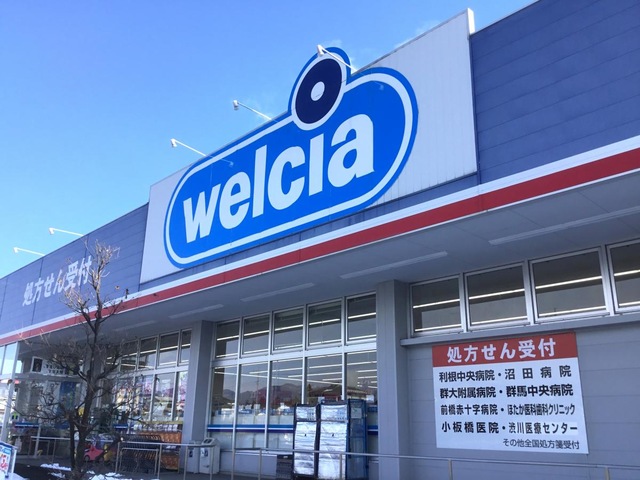 welcia
処方せん受付
処方せん受付
利根中央病院・沼田病院
群大附属病院・群馬中央病院
前橋赤十字病院・ほたか医科歯科クリニック
小板橋医院・渋川医療センター
その他全国処方箋受付